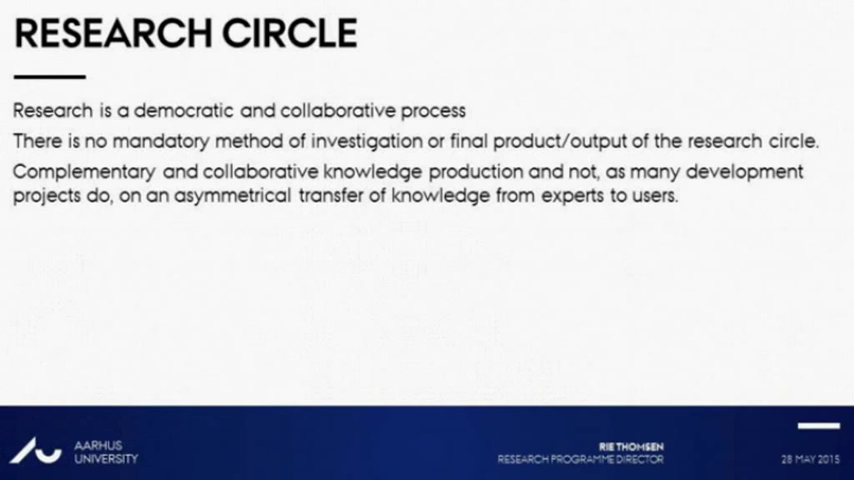 RESEARCH CIRCLE
Research is a democratic and collaborative process
There is no mandatory method of investigation or final product/output of the research circle.
Complementary and collaborative knowledge production and not, as many development
projects do, on an asymmetrical transfer of knowledge from experts to users.
AARHUS
UNIVERSITY
RIE THOMSEN
RESEARCH PROGRAMME DIRECTOR
28 MAY 2015